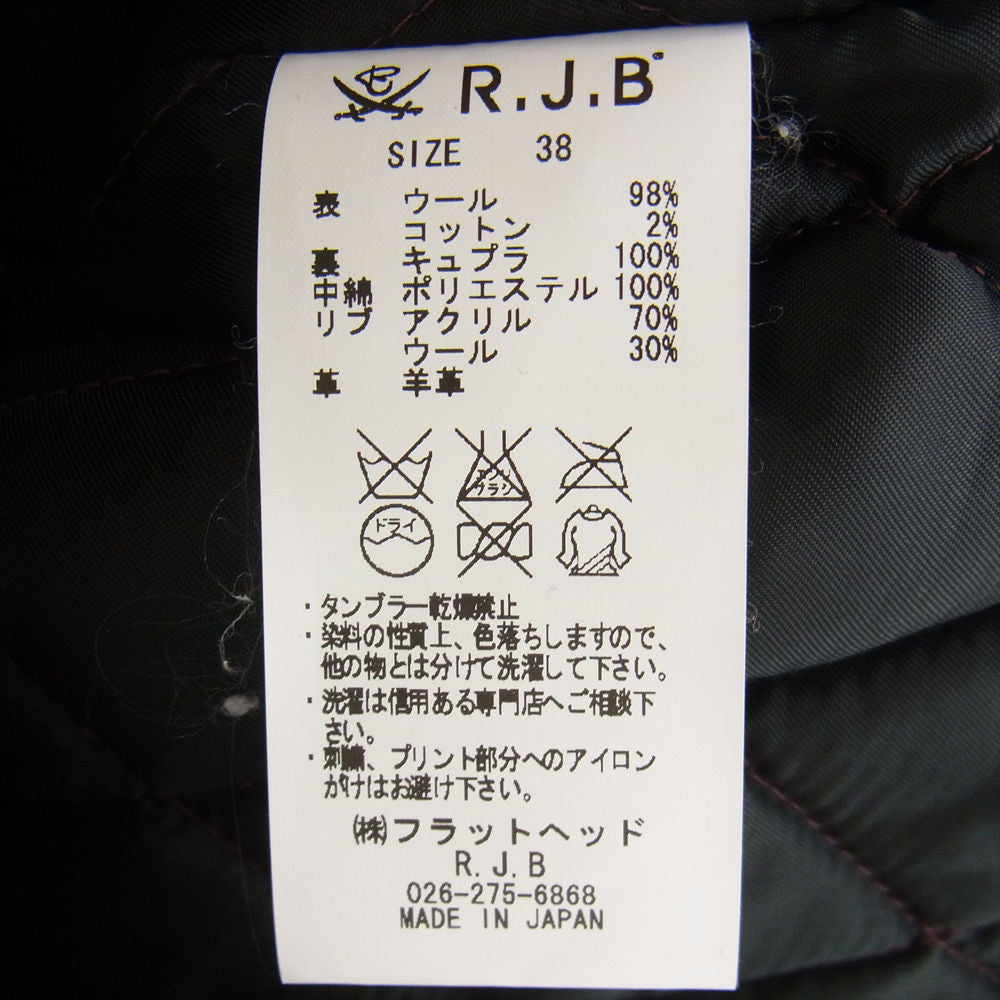 R.J.B
SIZE 38
表 ウール 98%
コットン 2%
裏 キュプラ 100%
中綿 ポリエステル 100%
リブ アクリル 70%
ウール 30%
革 羊革
エンソ
クラシ
ドライ
・タンブラー乾燥禁止
・染料の性質上、色落ちしますので、
他の物とは分けて洗濯して下さい。
・洗濯は信用ある専門店へご相談下
さい。
・刺繍、プリント部分へのアイロン
がけはお避け下さい。
㈱フラットヘッド
R.J.B
026-275-6868
MADE IN JAPAN